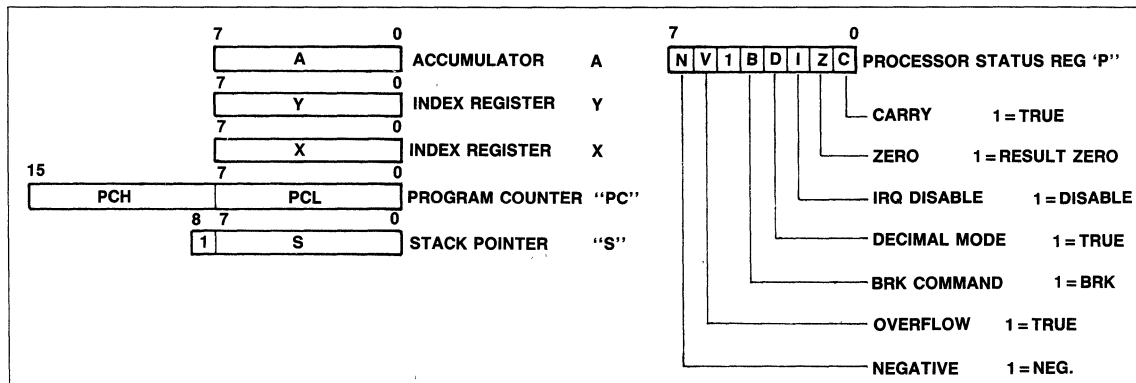 7 0
A ACCUMULATOR A
7 0
Y INDEX REGISTER Y
7 0
X INDEX REGISTER X
15 7 0
PCH PCL PROGRAM COUNTER "PC"
8 7 0
1 S STACK POINTER "S"
7 0
N V 1 B D I Z C PROCESSOR STATUS REG 'P"
CARRY 1 = TRUE
ZERO 1 = RESULT ZERO
IRQ DISABLE 1 = DISABLE
DECIMAL MODE 1 = TRUE
BRK COMMAND 1 = BRK
OVERFLOW 1 = TRUE
NEGATIVE 1 = NEG.